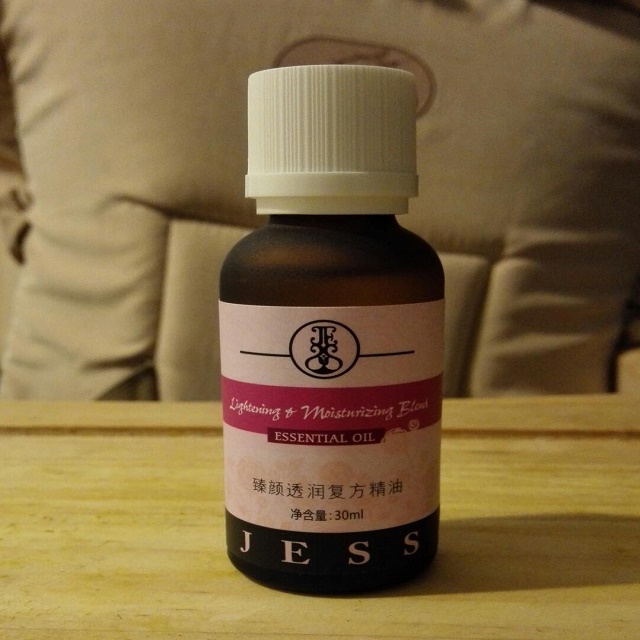 Lightening & Moisturizing Blend
ESSENTIAL OIL
臻颜透润复方精油
净含量:30ml
JESS